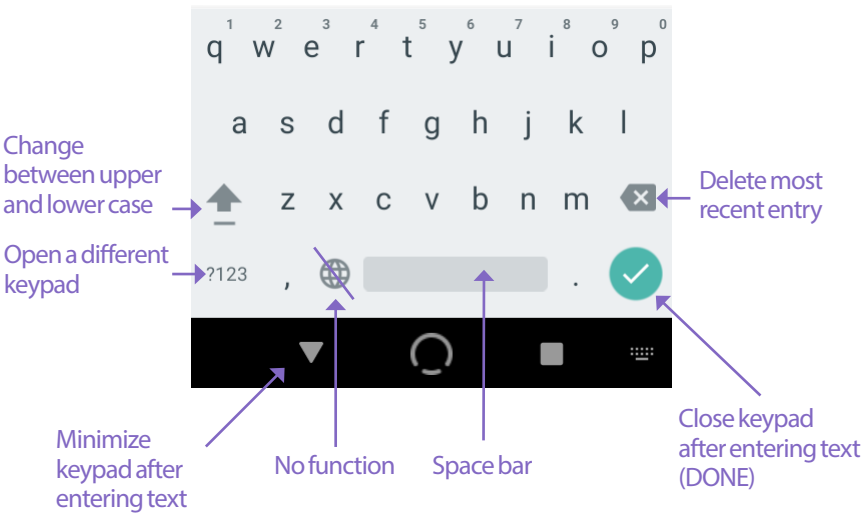 1 2 3 4 5 6 7 8 9 0
q w e r t y u i o p
a s d f g h j k l
Change
between upper
and lower case
z x c v b n m
Delete most
recent entry
Open a different
keypad
?123 , .
Minimize
keypad after
entering text
No function
Space bar
Close keypad
after entering text
(DONE)